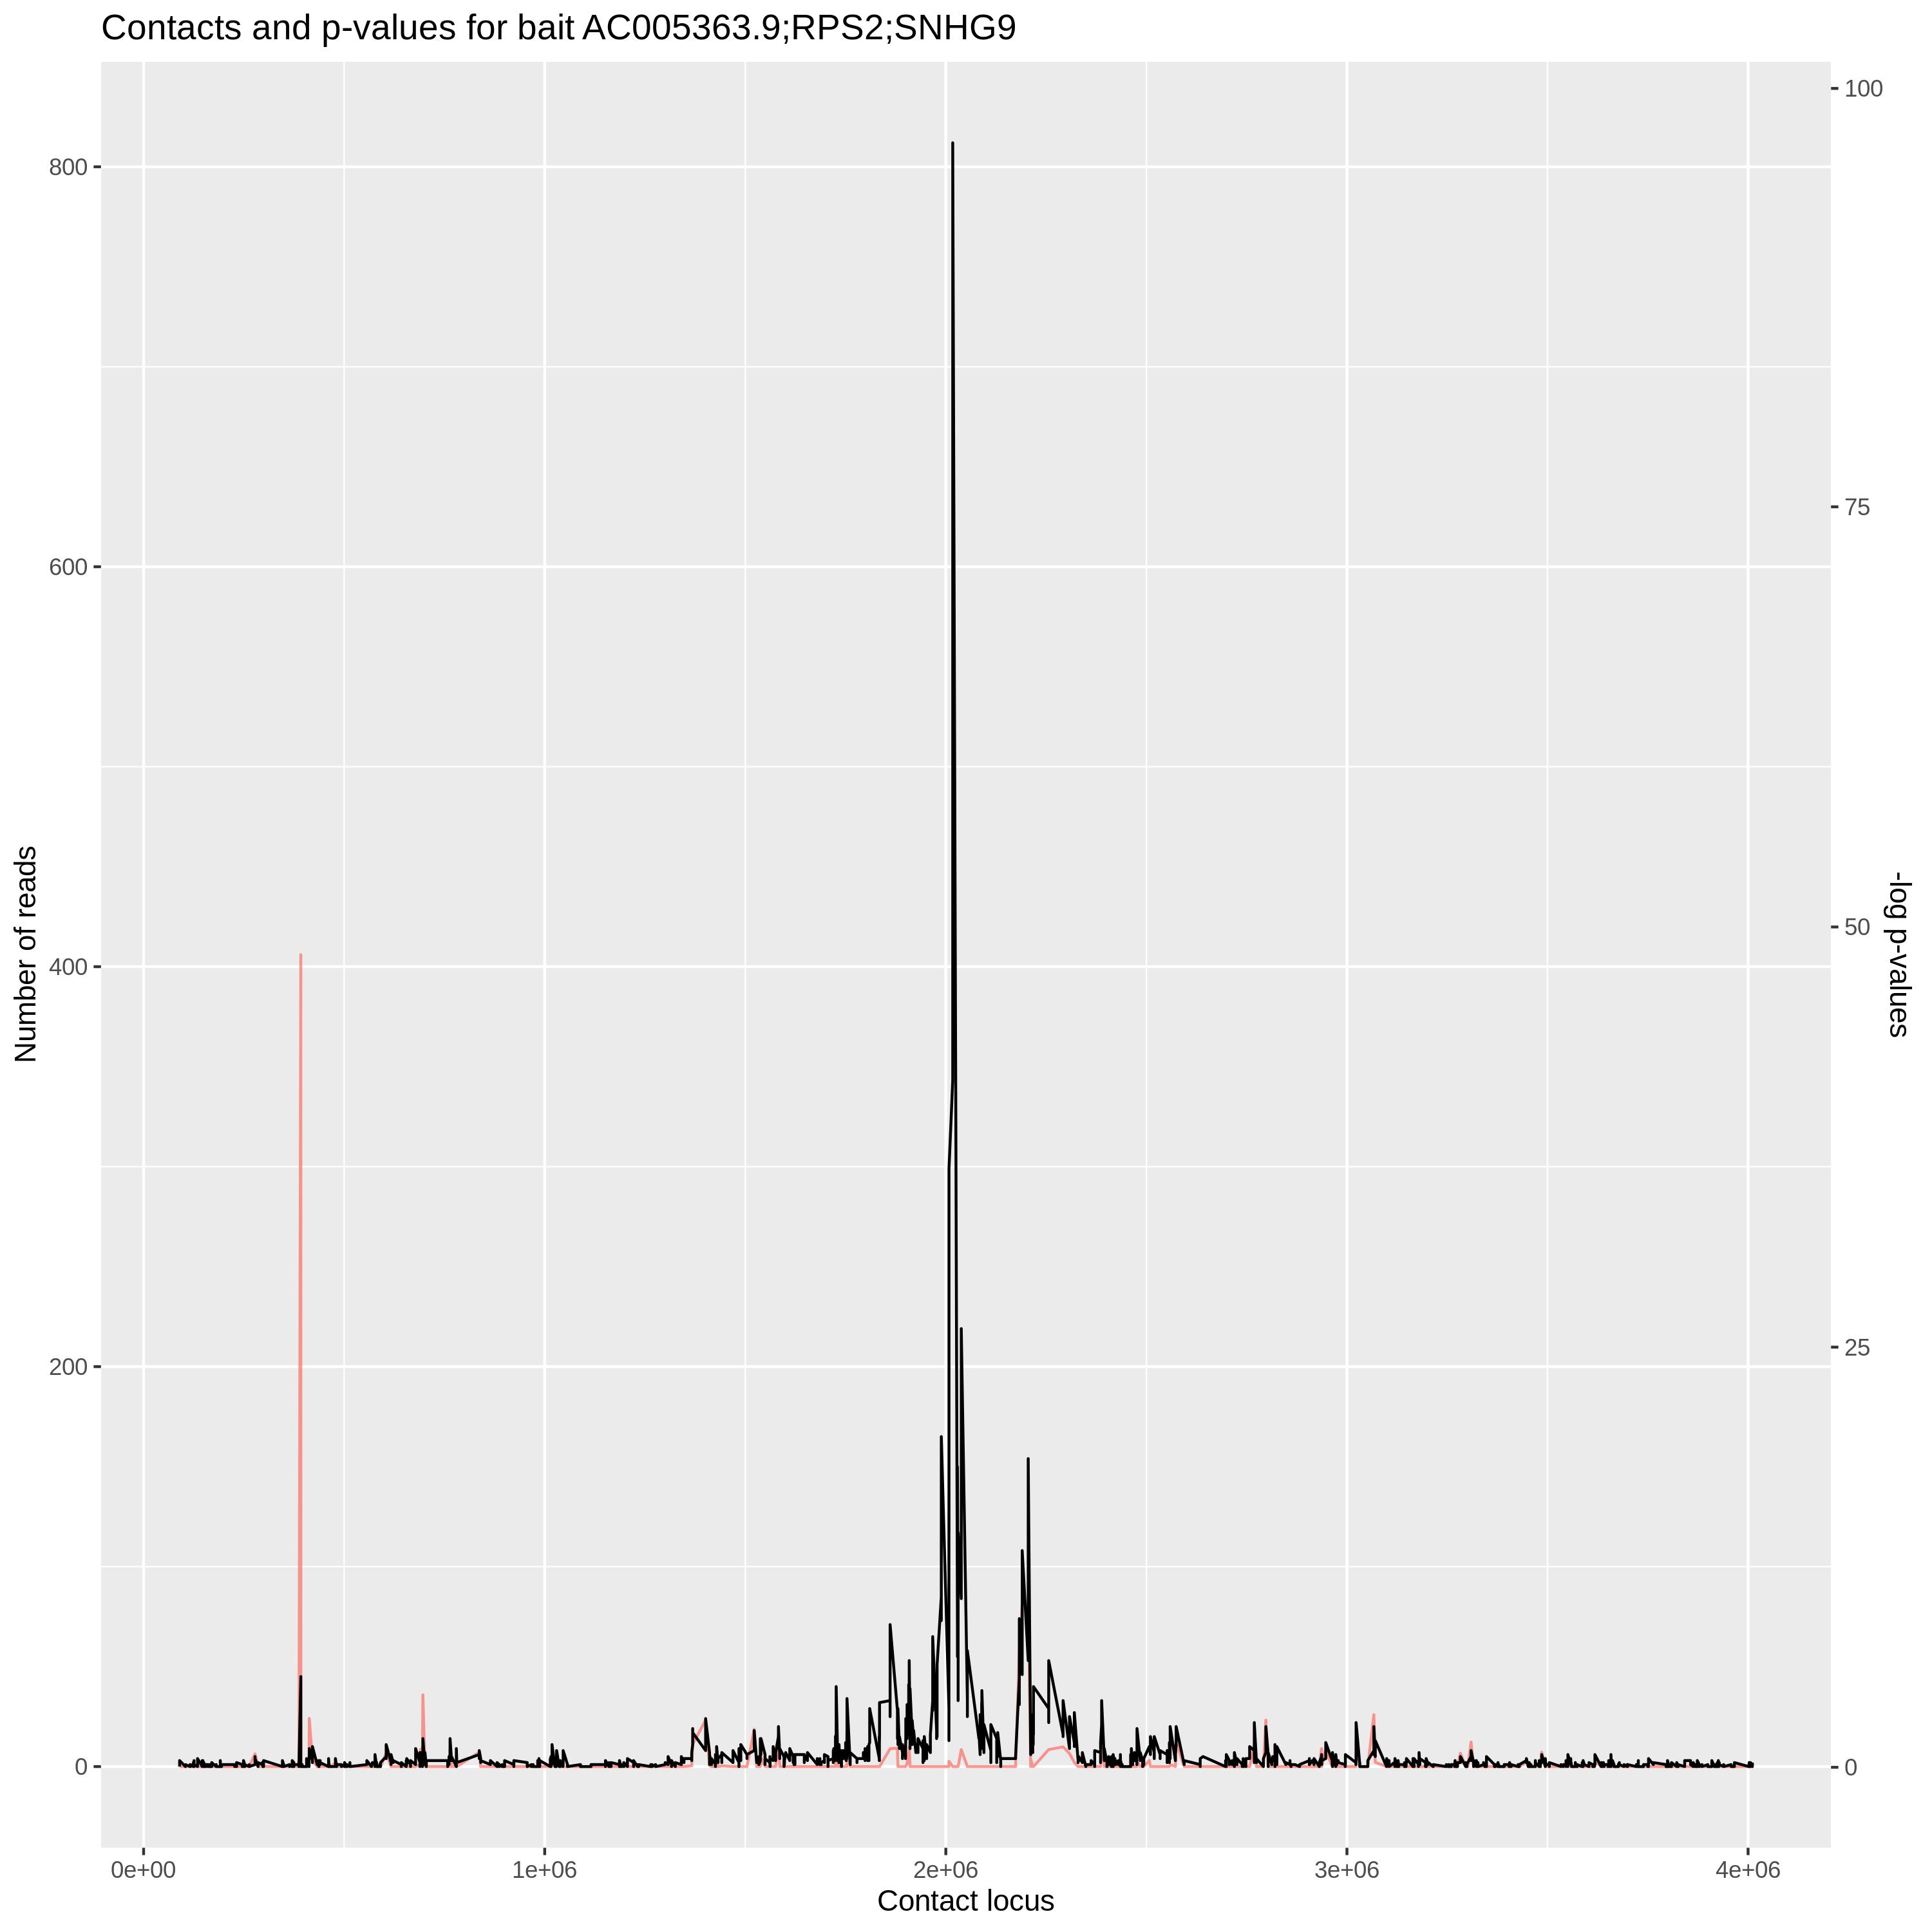 Contacts and p-values for bait AC005363.9;RPS2;SNHG9
100
800
75
600
Number of reads
-log p-values
50
400
25
200
0
0
0e+00
1e+06
2e+06
3e+06
4e+06
Contact locus